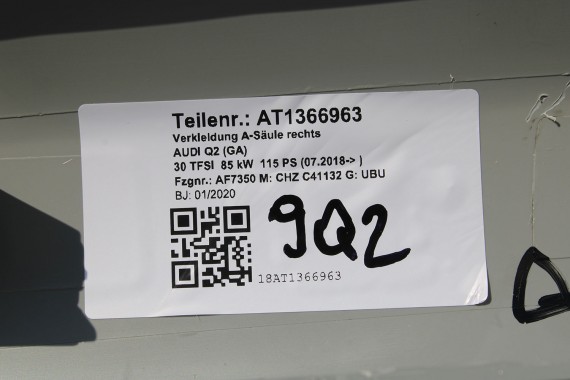 Teilenr.: AT1366963
Verkleidung A-Säule rechts
AUDI Q2 (GA)
30 TFSI 85 kW 115 PS (07.2018-> )
Fzgnr.: AF7350 M: CHZ C41132 G: UBU
BJ: 01/2020
9Q2
18AT1366963